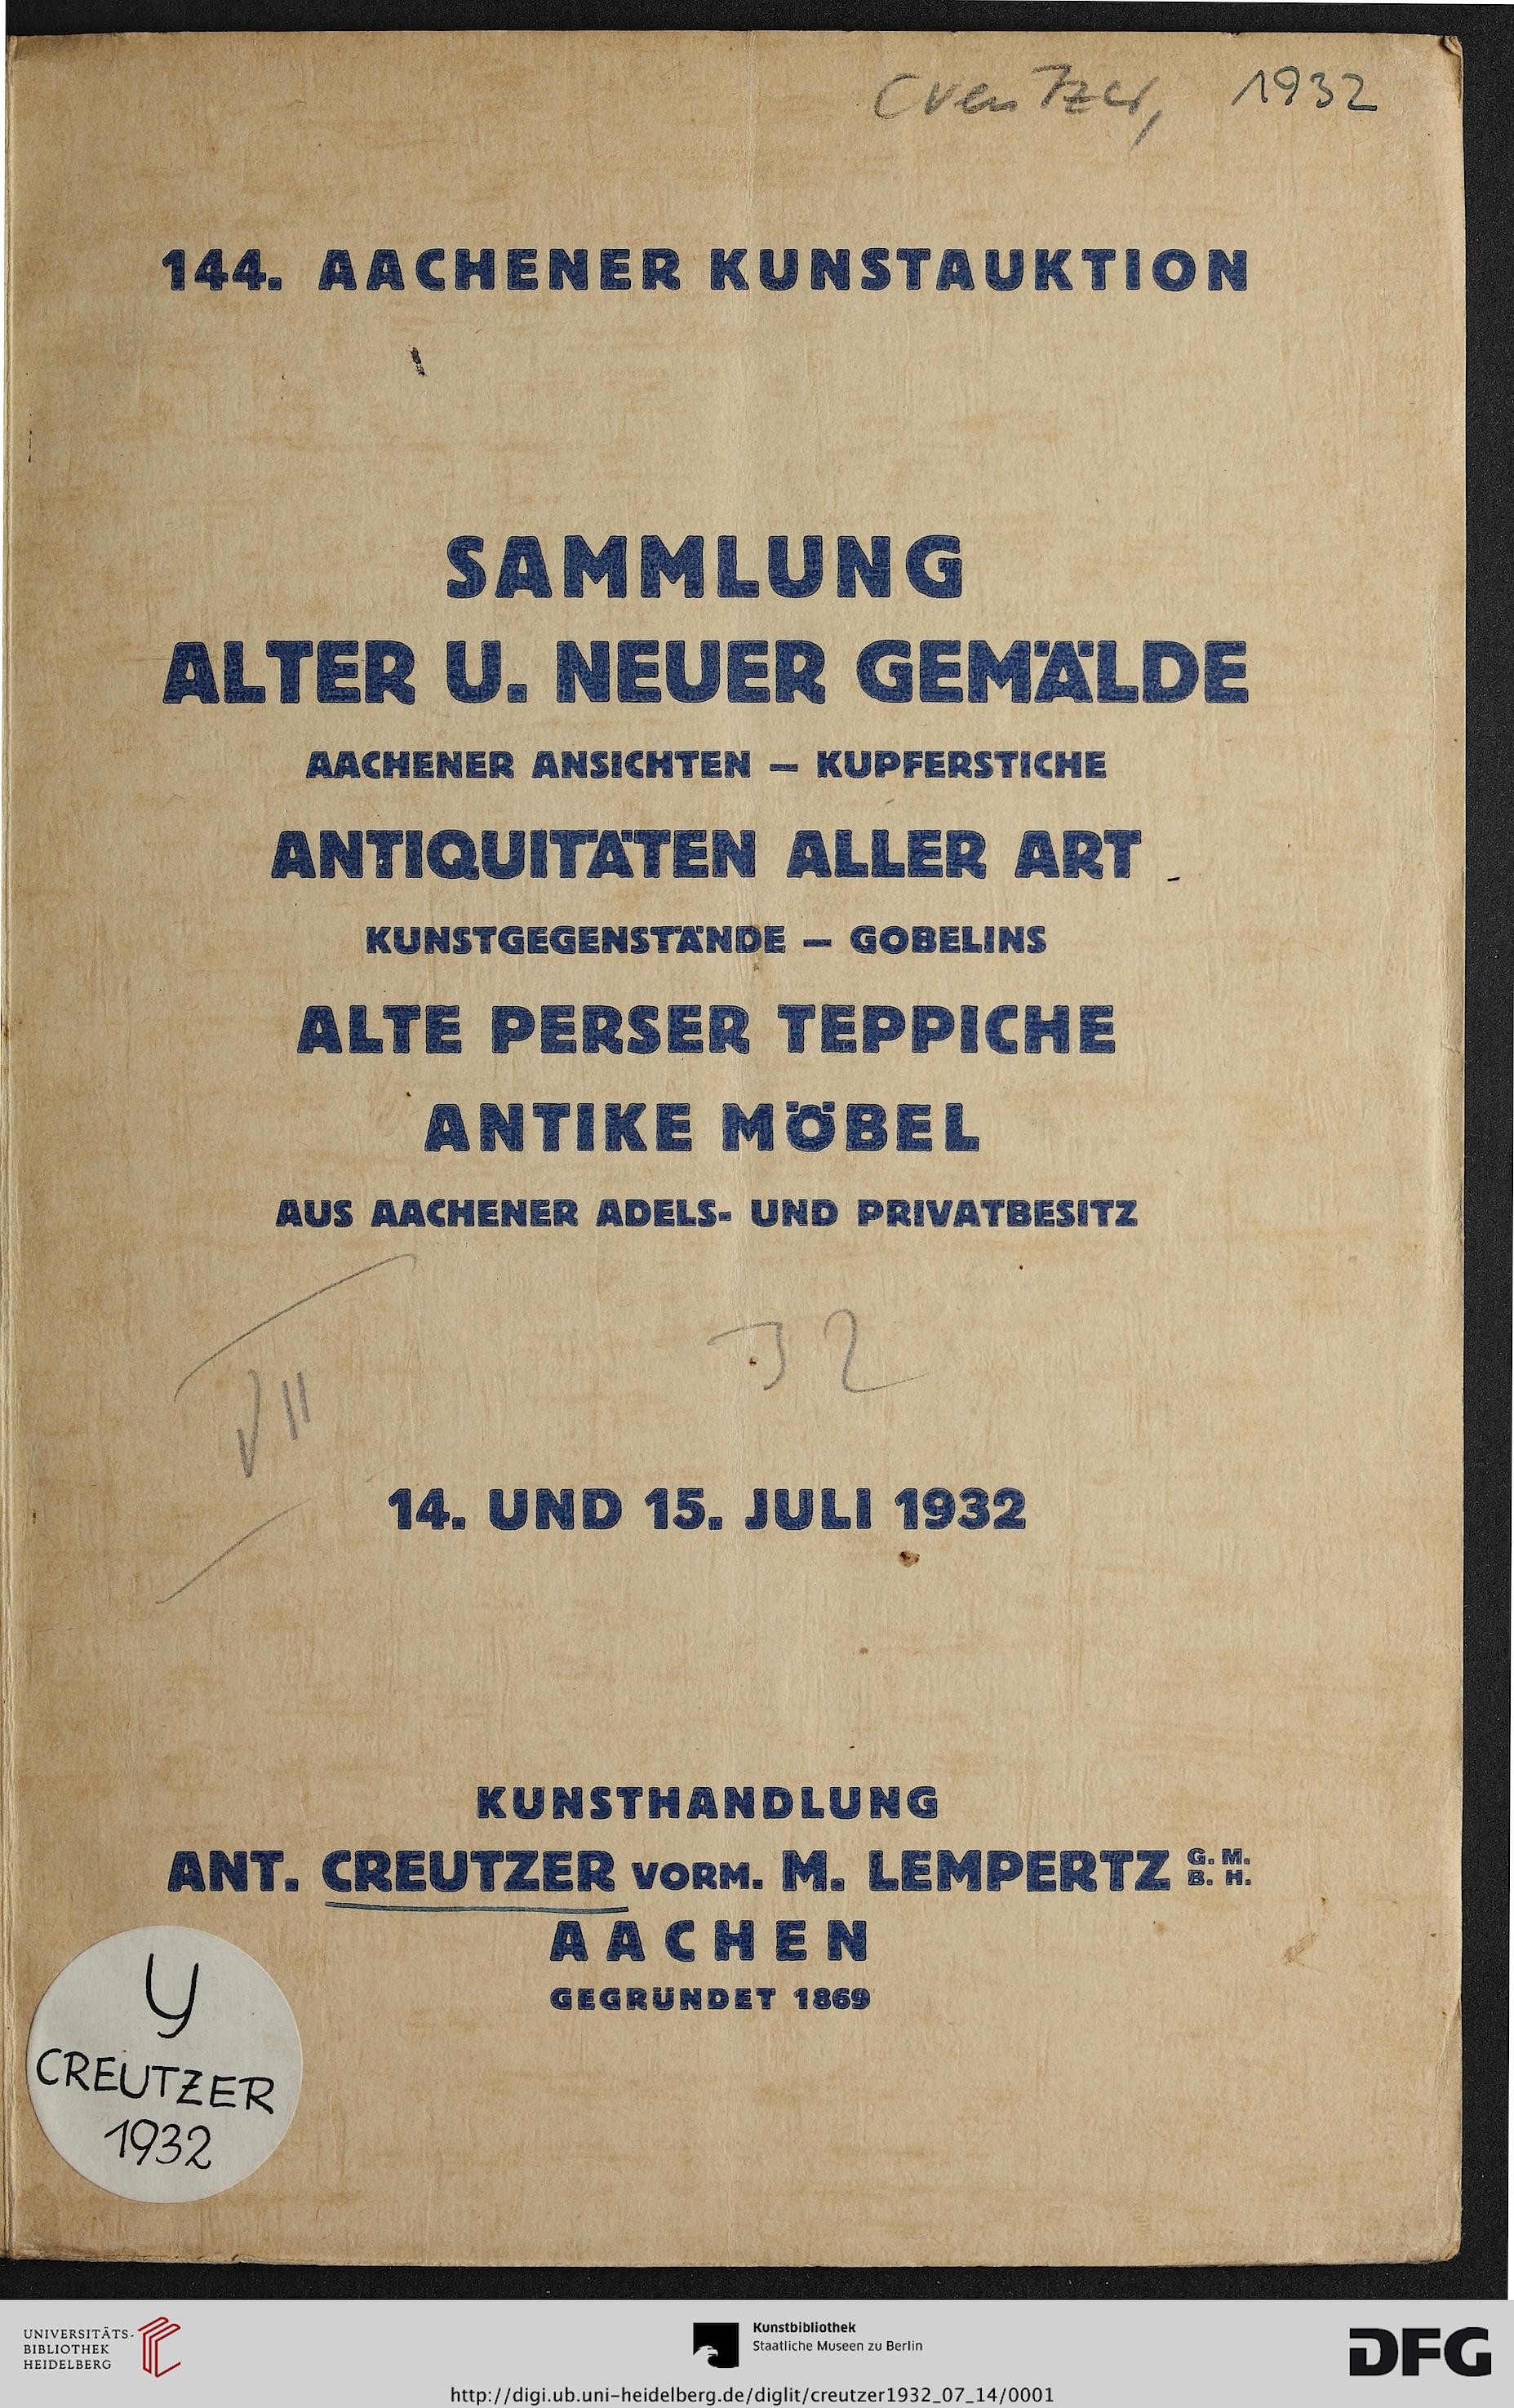 Creutzer, 1932
144. AACHENER KUNSTAUKTION
SAMMLUNG
ALTER U. NEUER GEMÄLDE
AACHENER ANSICHTEN – KUPFERSTICHE
ANTIQUITÄTEN ALLER ART
KUNSTGEGENSTÄNDE – GOBELINS
ALTE PERSER TEPPICHE
ANTIKE MÖBEL
AUS AACHENER ADELS- UND PRIVATBESITZ
VII 32
14. UND 15. JULI 1932
KUNSTHANDLUNG
ANT. CREUTZER VORM. M. LEMPERTZ G. M. B. H.
AACHEN
GEGRÜNDET 1869
y
CREUTZER
1932
UNIVERSITÄTS-
BIBLIOTHEK
HEIDELBERG
Kunstbibliothek
Staatliche Museen zu Berlin
DFG
http://digi.ub.uni-heidelberg.de/diglit/creutzer1932_07_14/0001